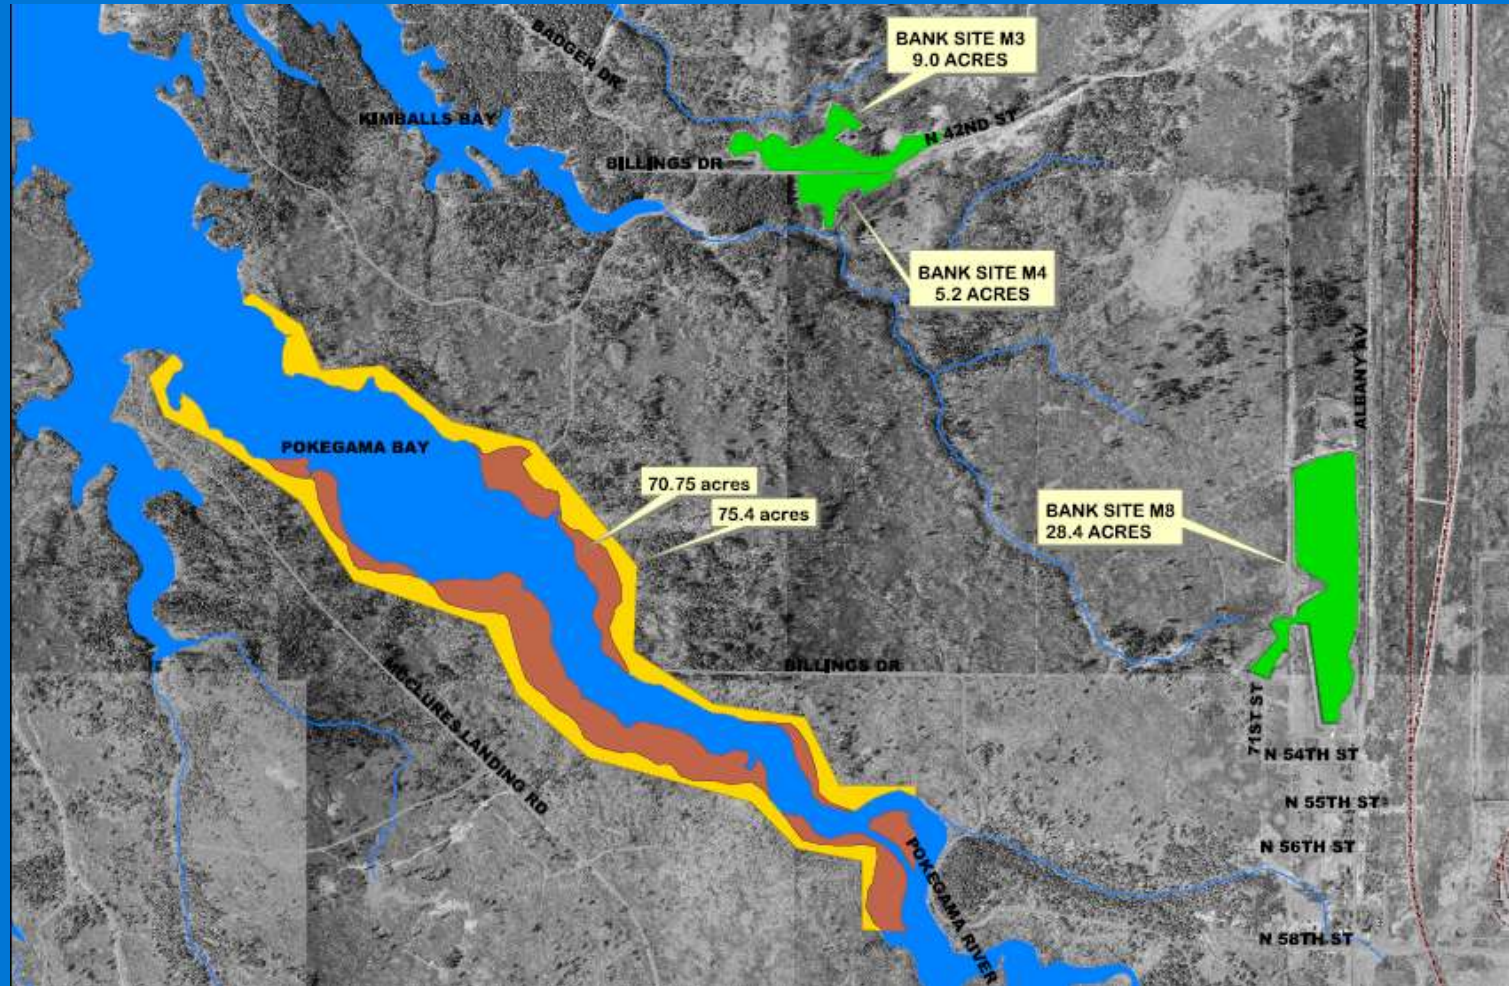 BADGER DR
BANK SITE M3
9.0 ACRES
KIMBALLS BAY
N 42ND ST
BILLINGS DR
BANK SITE M4
5.2 ACRES
ALBANY AV
POKEGAMA BAY
70.75 acres
75.4 acres
BANK SITE M8
28.4 ACRES
BILLINGS DR
MCCLURES LANDING RD
71ST ST
N 54TH ST
N 55TH ST
N 56TH ST
POKEGAMA RIVER
N 58TH ST